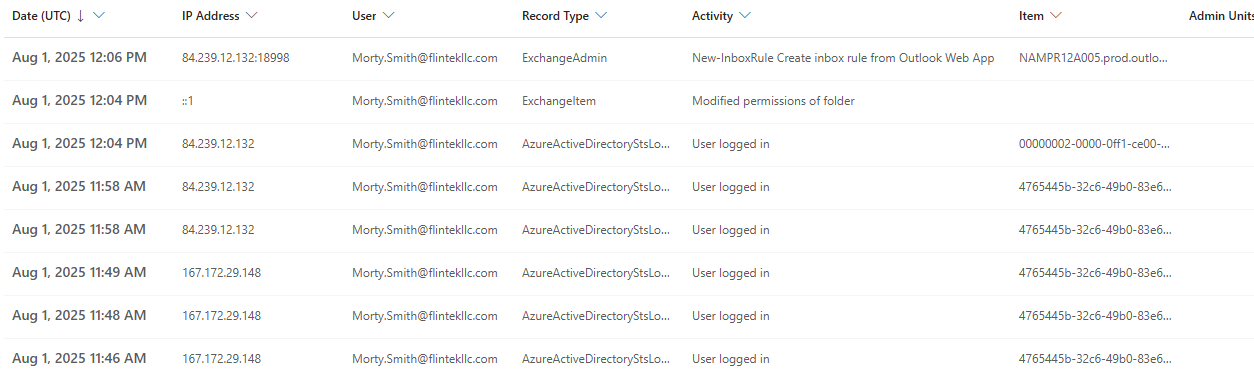 Date (UTC) IP Address User Record Type Activity Item Admin Units
Aug 1, 2025 12:06 PM 84.239.12.132:18998 Morty.Smith@flintekllc.com ExchangeAdmin New-InboxRule Create inbox rule from Outlook Web App NAMPR12A005.prod.outlo...
Aug 1, 2025 12:04 PM ::1 Morty.Smith@flintekllc.com ExchangeItem Modified permissions of folder
Aug 1, 2025 12:04 PM 84.239.12.132 Morty.Smith@flintekllc.com AzureActiveDirectoryStsLo... User logged in 00000002-0000-0ff1-ce00-...
Aug 1, 2025 11:58 AM 84.239.12.132 Morty.Smith@flintekllc.com AzureActiveDirectoryStsLo... User logged in 4765445b-32c6-49b0-83e6...
Aug 1, 2025 11:58 AM 84.239.12.132 Morty.Smith@flintekllc.com AzureActiveDirectoryStsLo... User logged in 4765445b-32c6-49b0-83e6...
Aug 1, 2025 11:49 AM 167.172.29.148 Morty.Smith@flintekllc.com AzureActiveDirectoryStsLo... User logged in 4765445b-32c6-49b0-83e6...
Aug 1, 2025 11:48 AM 167.172.29.148 Morty.Smith@flintekllc.com AzureActiveDirectoryStsLo... User logged in 4765445b-32c6-49b0-83e6...
Aug 1, 2025 11:46 AM 167.172.29.148 Morty.Smith@flintekllc.com AzureActiveDirectoryStsLo... User logged in 4765445b-32c6-49b0-83e6...